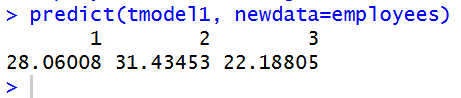 > predict(tmodel1, newdata=employees)
       1        2        3
28.06008 31.43453 22.18805
>